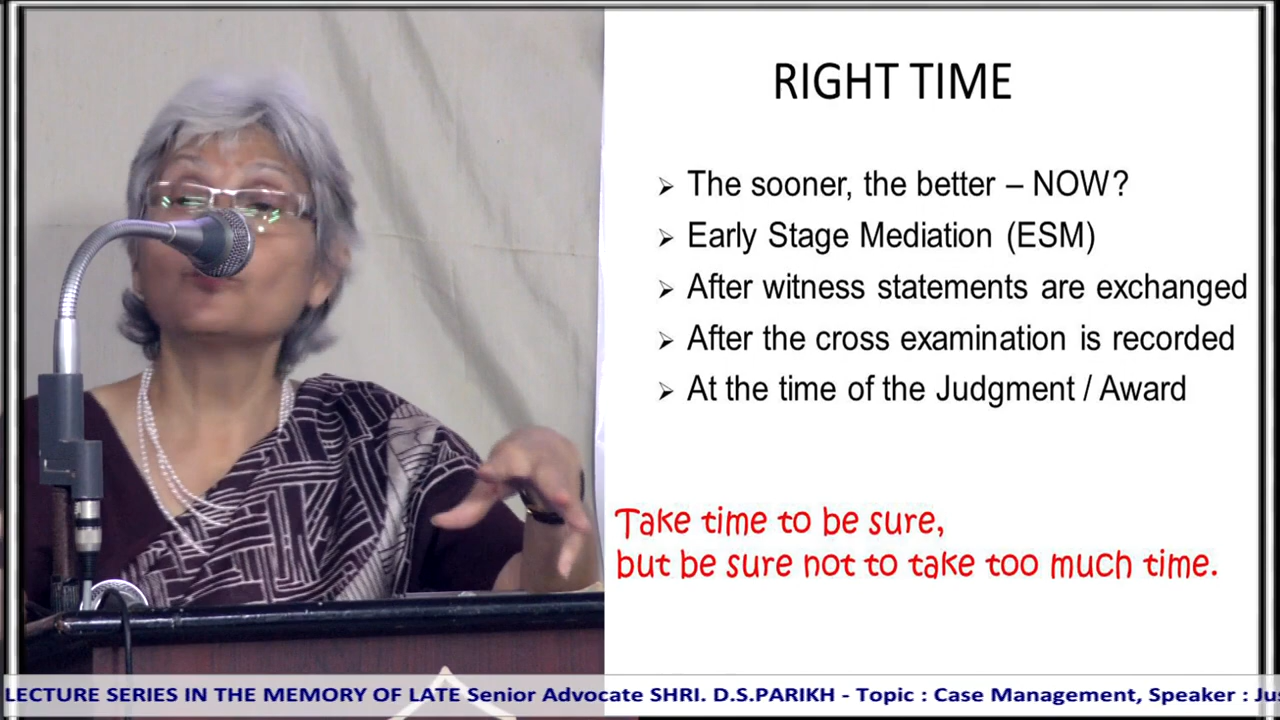 RIGHT TIME
➢ The sooner, the better – NOW?
➢ Early Stage Mediation (ESM)
➢ After witness statements are exchanged
➢ After the cross examination is recorded
➢ At the time of the Judgment / Award
Take time to be sure,
but be sure not to take too much time.
LECTURE SERIES IN THE MEMORY OF LATE Senior Advocate SHRI. D.S.PARIKH - Topic : Case Management, Speaker : Jus